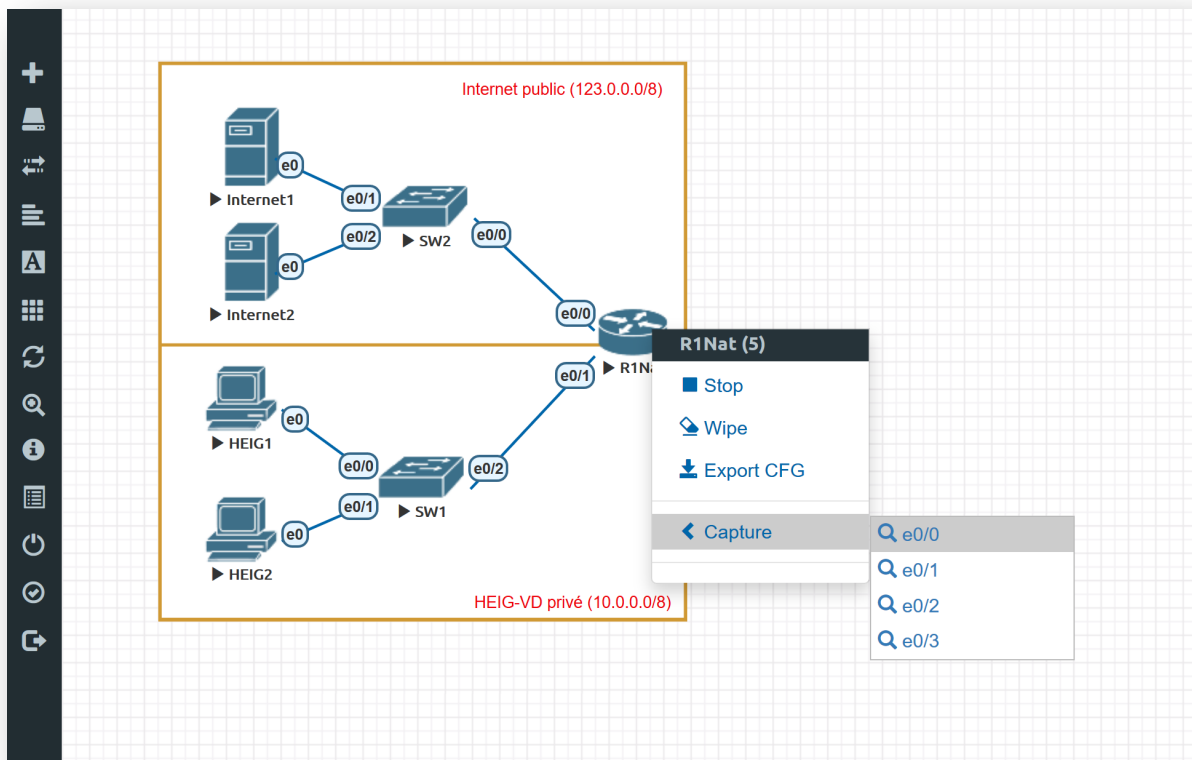 Internet public (123.0.0.0/8)
e0
Internet1
e0/1
e0/2
SW2
e0/0
e0
Internet2
e0/0
R1Nat (5)
e0/1
Stop
Wipe
Export CFG
Capture
e0/0
e0/1
e0/2
e0/3
HEIG1
e0
e0/0
e0/2
e0/1
SW1
e0
HEIG2
HEIG-VD privé (10.0.0.0/8)